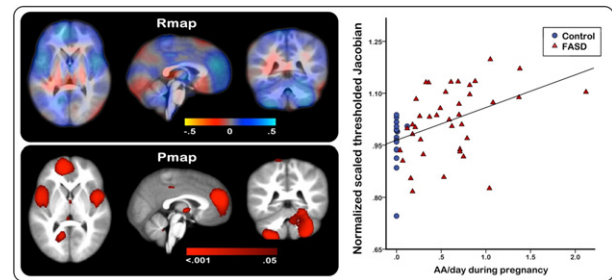 Rmap
-.5 0 .5
Pmap
<.001 .05
Normalized scaled thresholded Jacobian
1.25
1.10
.95
.80
.65
.0 .5 1.0 1.5 2.0
AA/day during pregnancy
Control
FASD